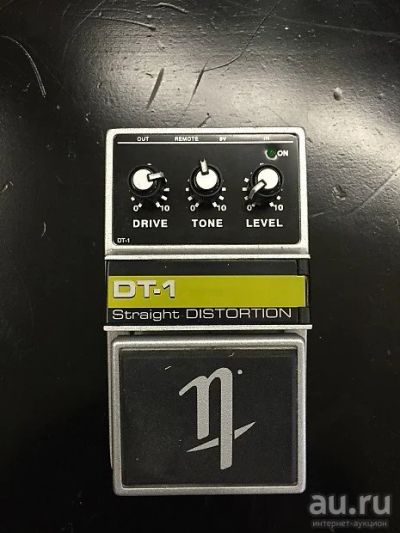 OUT REMOTE 9V IN
ON
0 10 0 10 0 10
DRIVE TONE LEVEL
DT-1
DT-1
Straight DISTORTION
η
au.ru
интернет-аукцион